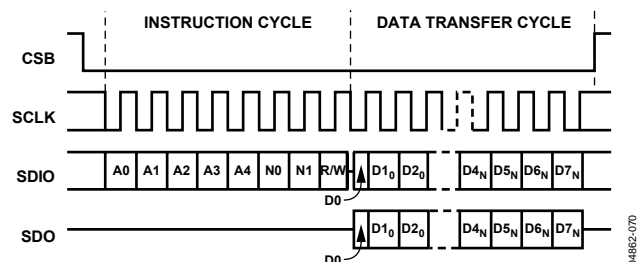 INSTRUCTION CYCLE DATA TRANSFER CYCLE
CSB
SCLK
SDIO A0 A1 A2 A3 A4 N0 N1 R/W D1₀ D2₀ D4N D5N D6N D7N
D0
SDO D1₀ D2₀ D4N D5N D6N D7N
D0
04862-070